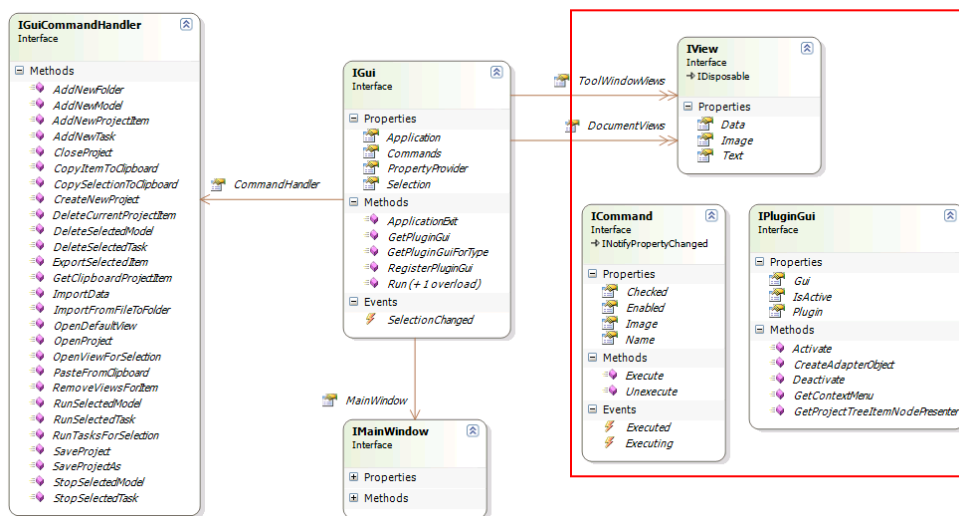 IGuiCommandHandler
Interface
Methods
AddNewFolder
AddNewModel
AddNewProjectItem
AddNewTask
CloseProject
CopyItemToClipboard
CopySelectionToClipboard
CreateNewProject
DeleteCurrentProjectItem
DeleteSelectedModel
DeleteSelectedTask
ExportSelectedItem
GetClipboardProjectItem
ImportData
ImportFromFileToFolder
OpenDefaultView
OpenProject
OpenViewForSelection
PasteFromClipboard
RemoveViewsForItem
RunSelectedModel
RunSelectedTask
RunTasksForSelection
SaveProject
SaveProjectAs
StopSelectedModel
StopSelectedTask
CommandHandler
IGui
Interface
Properties
Application
Commands
PropertyProvider
Selection
Methods
ApplicationExit
GetPluginGui
GetPluginGuiForType
RegisterPluginGui
Run (+ 1 overload)
Events
SelectionChanged
MainWindow
IMainWindow
Interface
Properties
Methods
ToolWindowViews
DocumentViews
IView
Interface
IDisposable
Properties
Data
Image
Text
ICommand
Interface
INotifyPropertyChanged
Properties
Checked
Enabled
Image
Name
Methods
Execute
Unexecute
Events
Executed
Executing
IPluginGui
Interface
Properties
Gui
IsActive
Plugin
Methods
Activate
CreateAdapterObject
Deactivate
GetContextMenu
GetProjectTreeItemNodePresenter